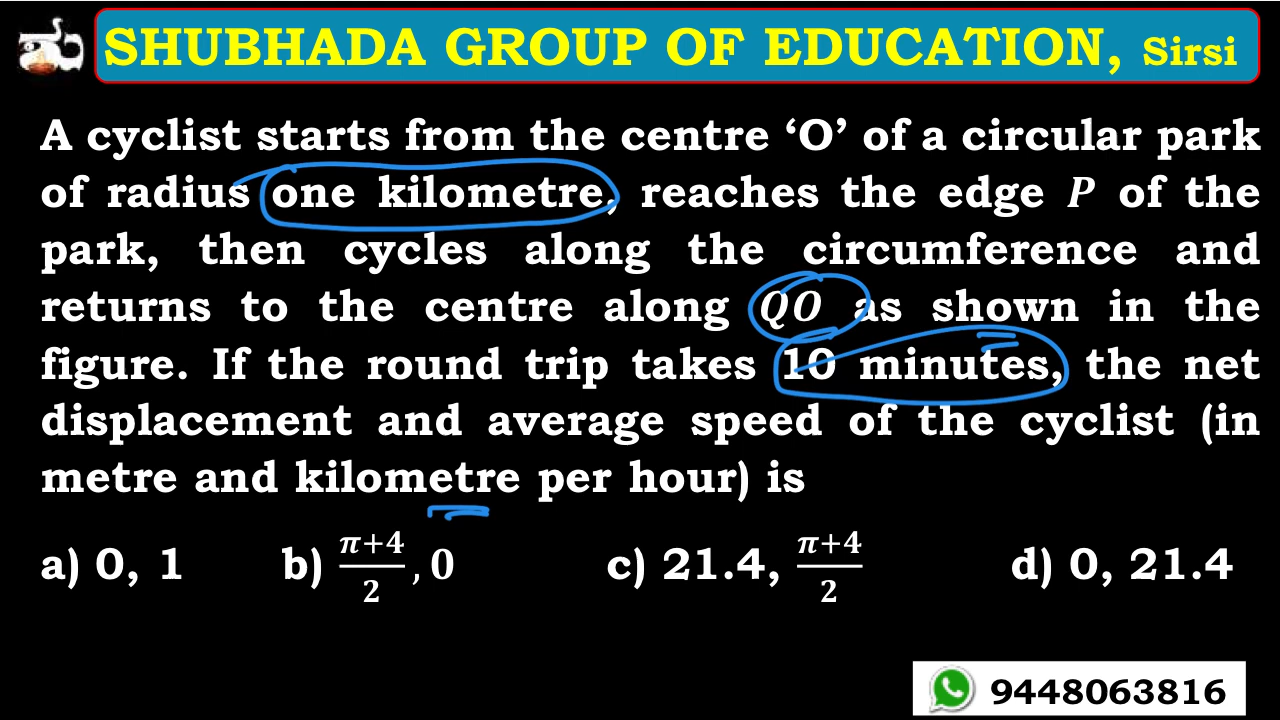 ಶು SHUBHADA GROUP OF EDUCATION, Sirsi
A cyclist starts from the centre ‘O’ of a circular park
of radius one kilometre, reaches the edge P of the
park, then cycles along the circumference and
returns to the centre along QO as shown in the
figure. If the round trip takes 10 minutes, the net
displacement and average speed of the cyclist (in
metre and kilometre per hour) is
a) 0, 1 b) π+4/2, 0 c) 21.4, π+4/2 d) 0, 21.4
9448063816